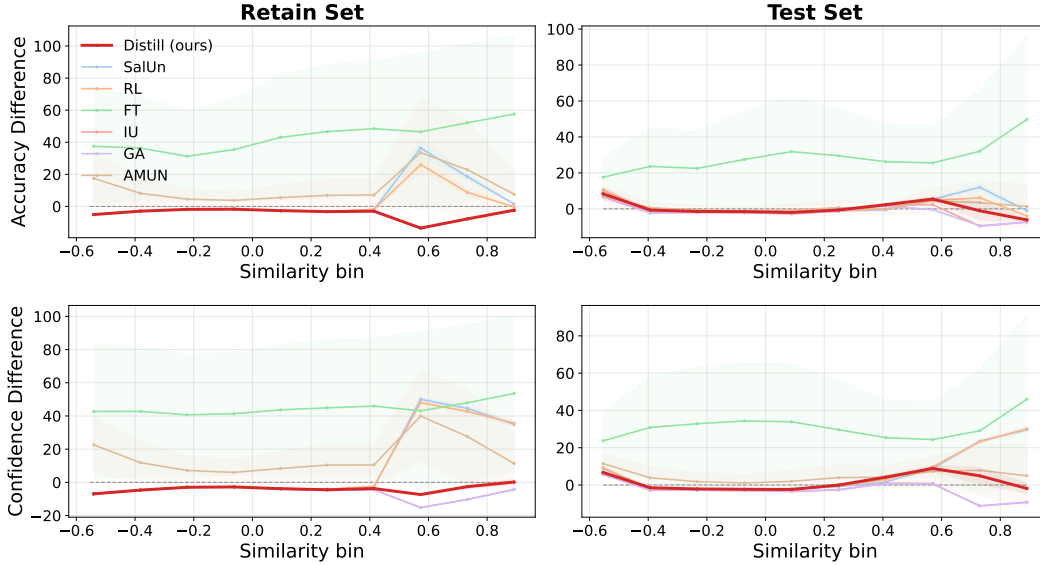 Retain Set
Accuracy Difference
100
80
60
40
20
0
Distill (ours)
SalUn
RL
FT
IU
GA
AMUN
−0.6 −0.4 −0.2 0.0 0.2 0.4 0.6 0.8
Similarity bin
Test Set
100
80
60
40
20
0
−0.6 −0.4 −0.2 0.0 0.2 0.4 0.6 0.8
Similarity bin
Confidence Difference
100
80
60
40
20
0
−20
−0.6 −0.4 −0.2 0.0 0.2 0.4 0.6 0.8
Similarity bin
80
60
40
20
0
−0.6 −0.4 −0.2 0.0 0.2 0.4 0.6 0.8
Similarity bin